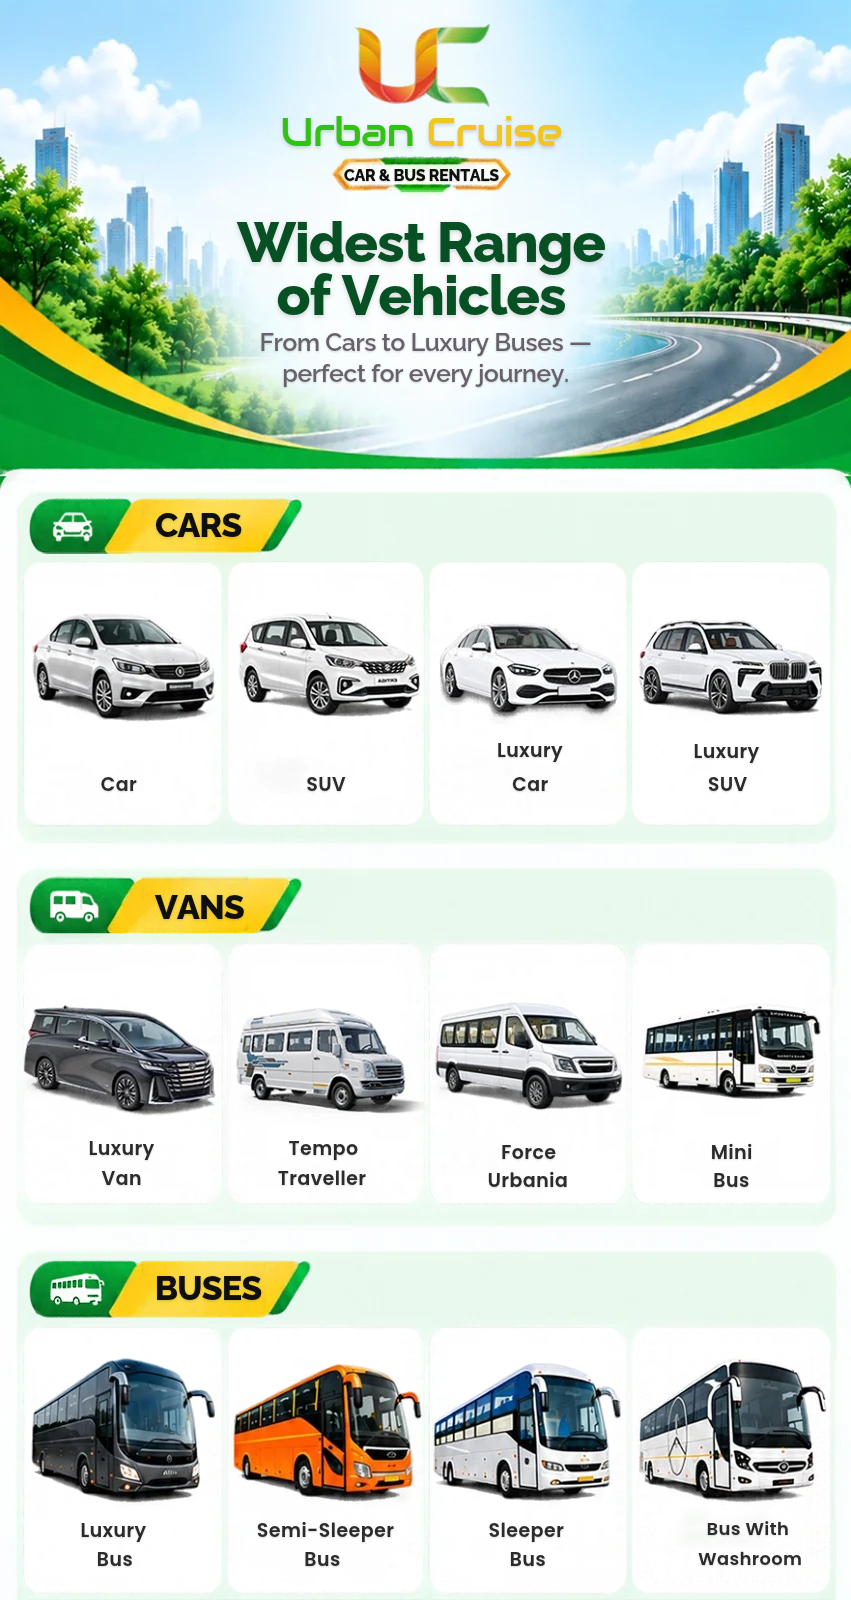 UC
Urban Cruise
CAR & BUS RENTALS
Widest Range
of Vehicles
From Cars to Luxury Buses —
perfect for every journey.
CARS
Car
SUV
Luxury
Car
Luxury
SUV
VANS
Luxury
Van
Tempo
Traveller
Force
Urbania
Mini
Bus
BUSES
Luxury
Bus
Semi-Sleeper
Bus
Sleeper
Bus
Bus With
Washroom